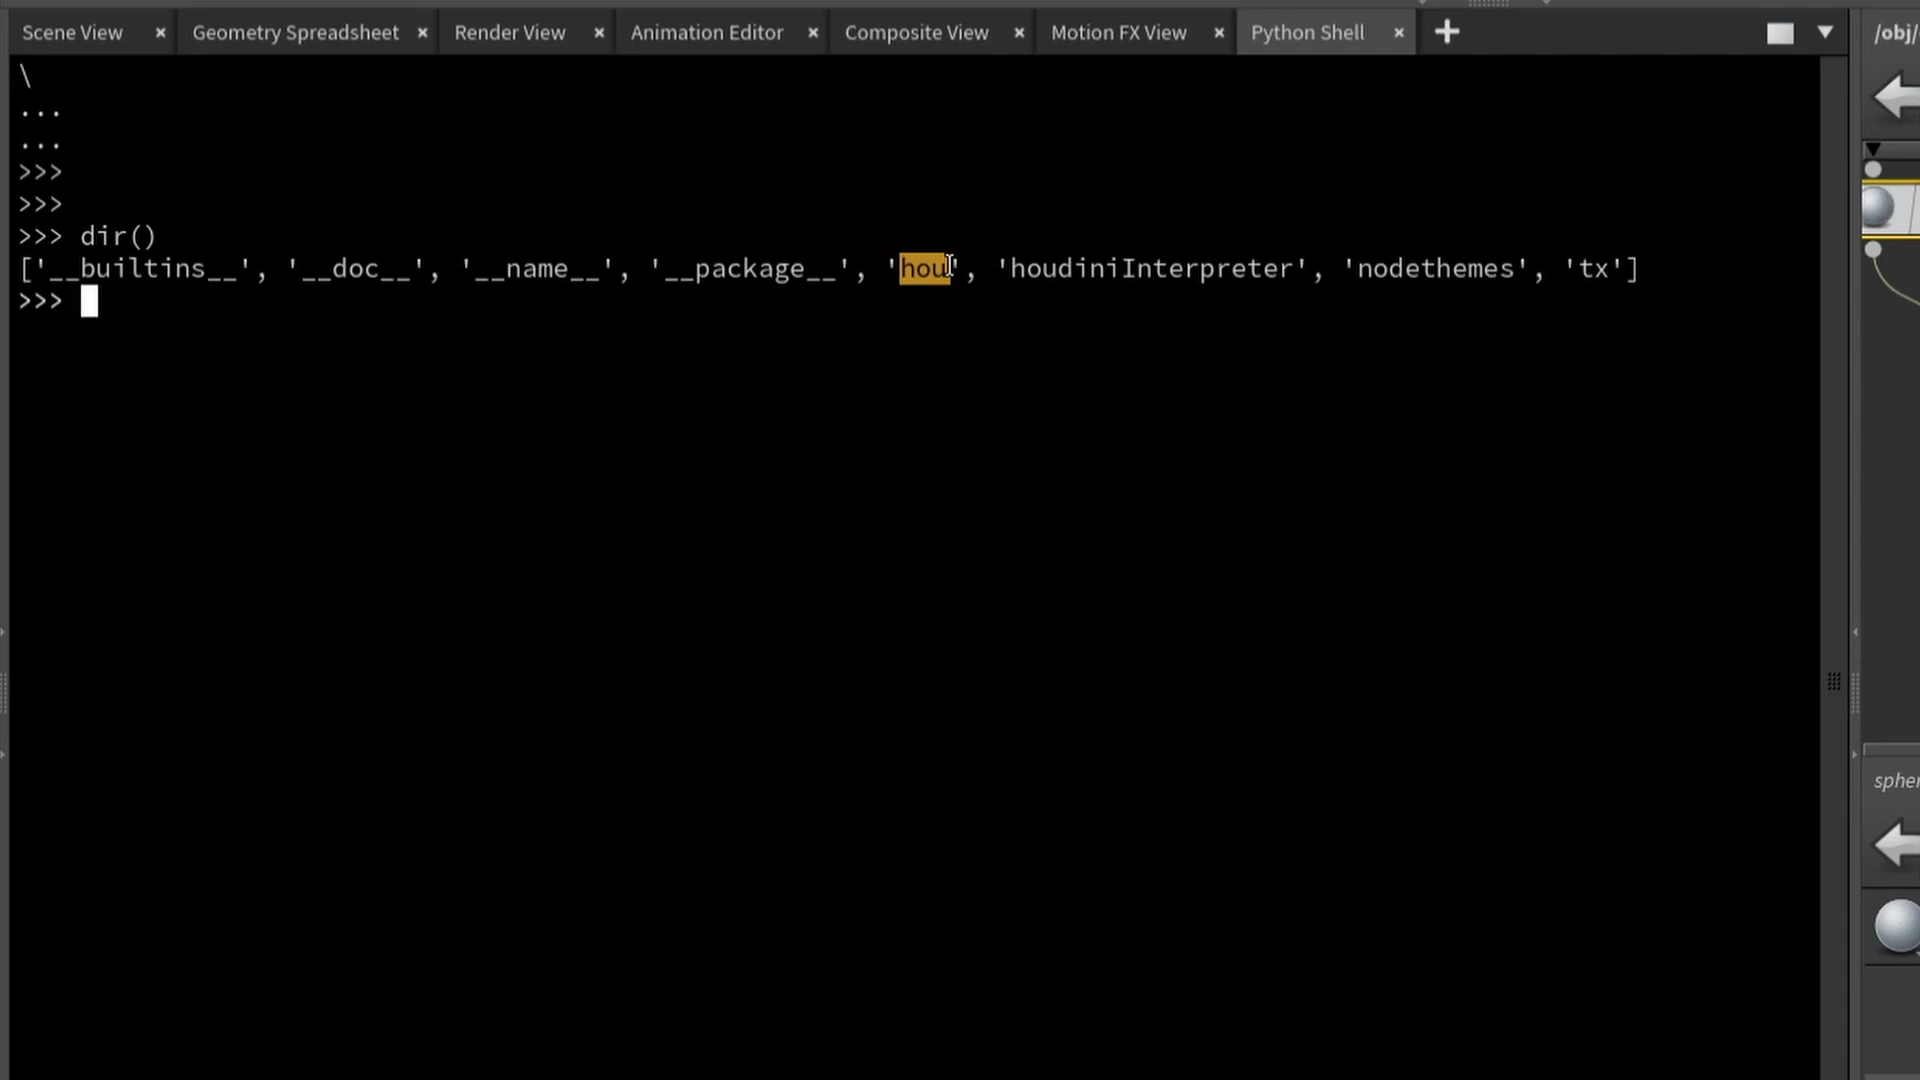 Scene View × Geometry Spreadsheet × Render View × Animation Editor × Composite View × Motion FX View × Python Shell ×
/obj/
\
...
...
>>>
>>>
>>> dir()
['__builtins__', '__doc__', '__name__', '__package__', 'hou', 'houdiniInterpreter', 'nodethemes', 'tx']
>>>
spher